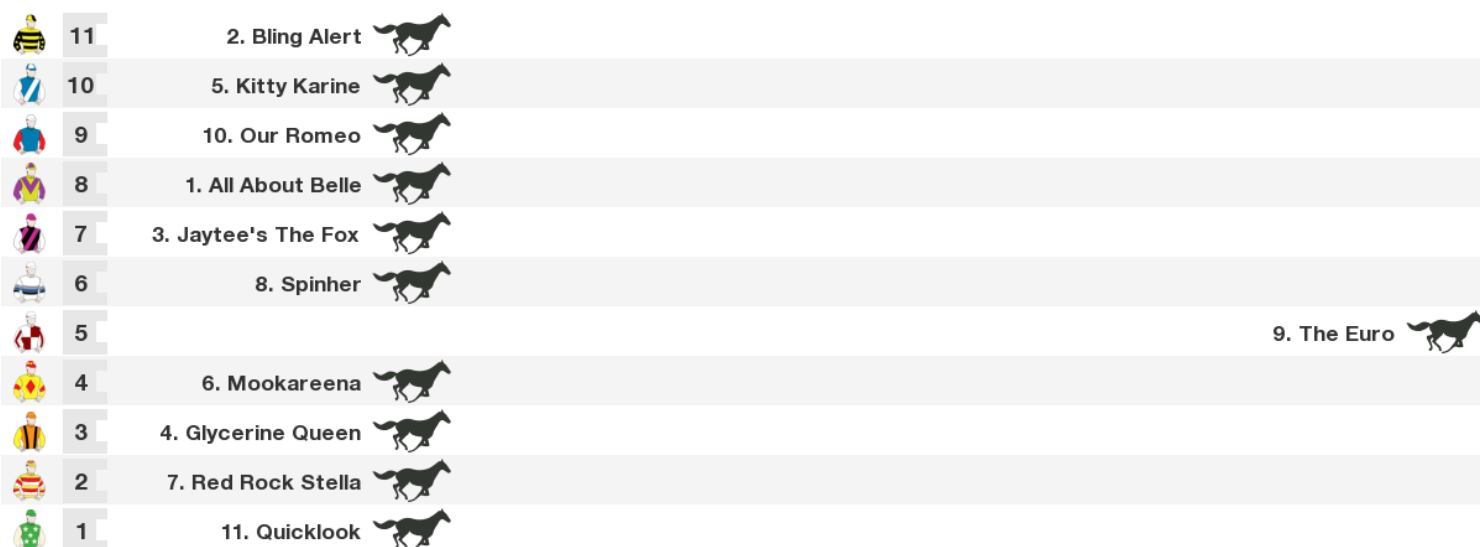 11 2. Bling Alert
10 5. Kitty Karine
9 10. Our Romeo
8 1. All About Belle
7 3. Jaytee's The Fox
6 8. Spinher
5 9. The Euro
4 6. Mookareena
3 4. Glycerine Queen
2 7. Red Rock Stella
1 11. Quicklook